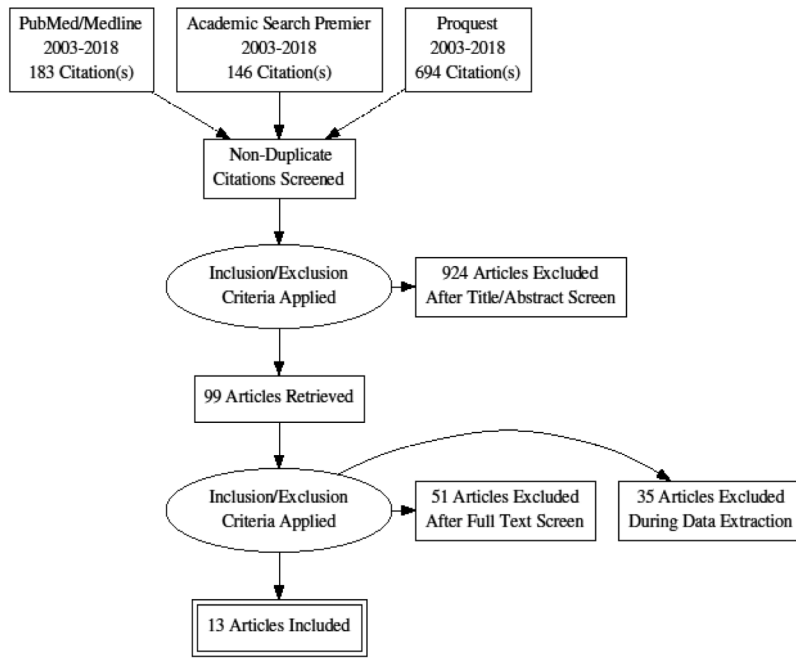 PubMed/Medline
2003-2018
183 Citation(s)
Academic Search Premier
2003-2018
146 Citation(s)
Proquest
2003-2018
694 Citation(s)
Non-Duplicate
Citations Screened
Inclusion/Exclusion
Criteria Applied
924 Articles Excluded
After Title/Abstract Screen
99 Articles Retrieved
Inclusion/Exclusion
Criteria Applied
51 Articles Excluded
After Full Text Screen
35 Articles Excluded
During Data Extraction
13 Articles Included